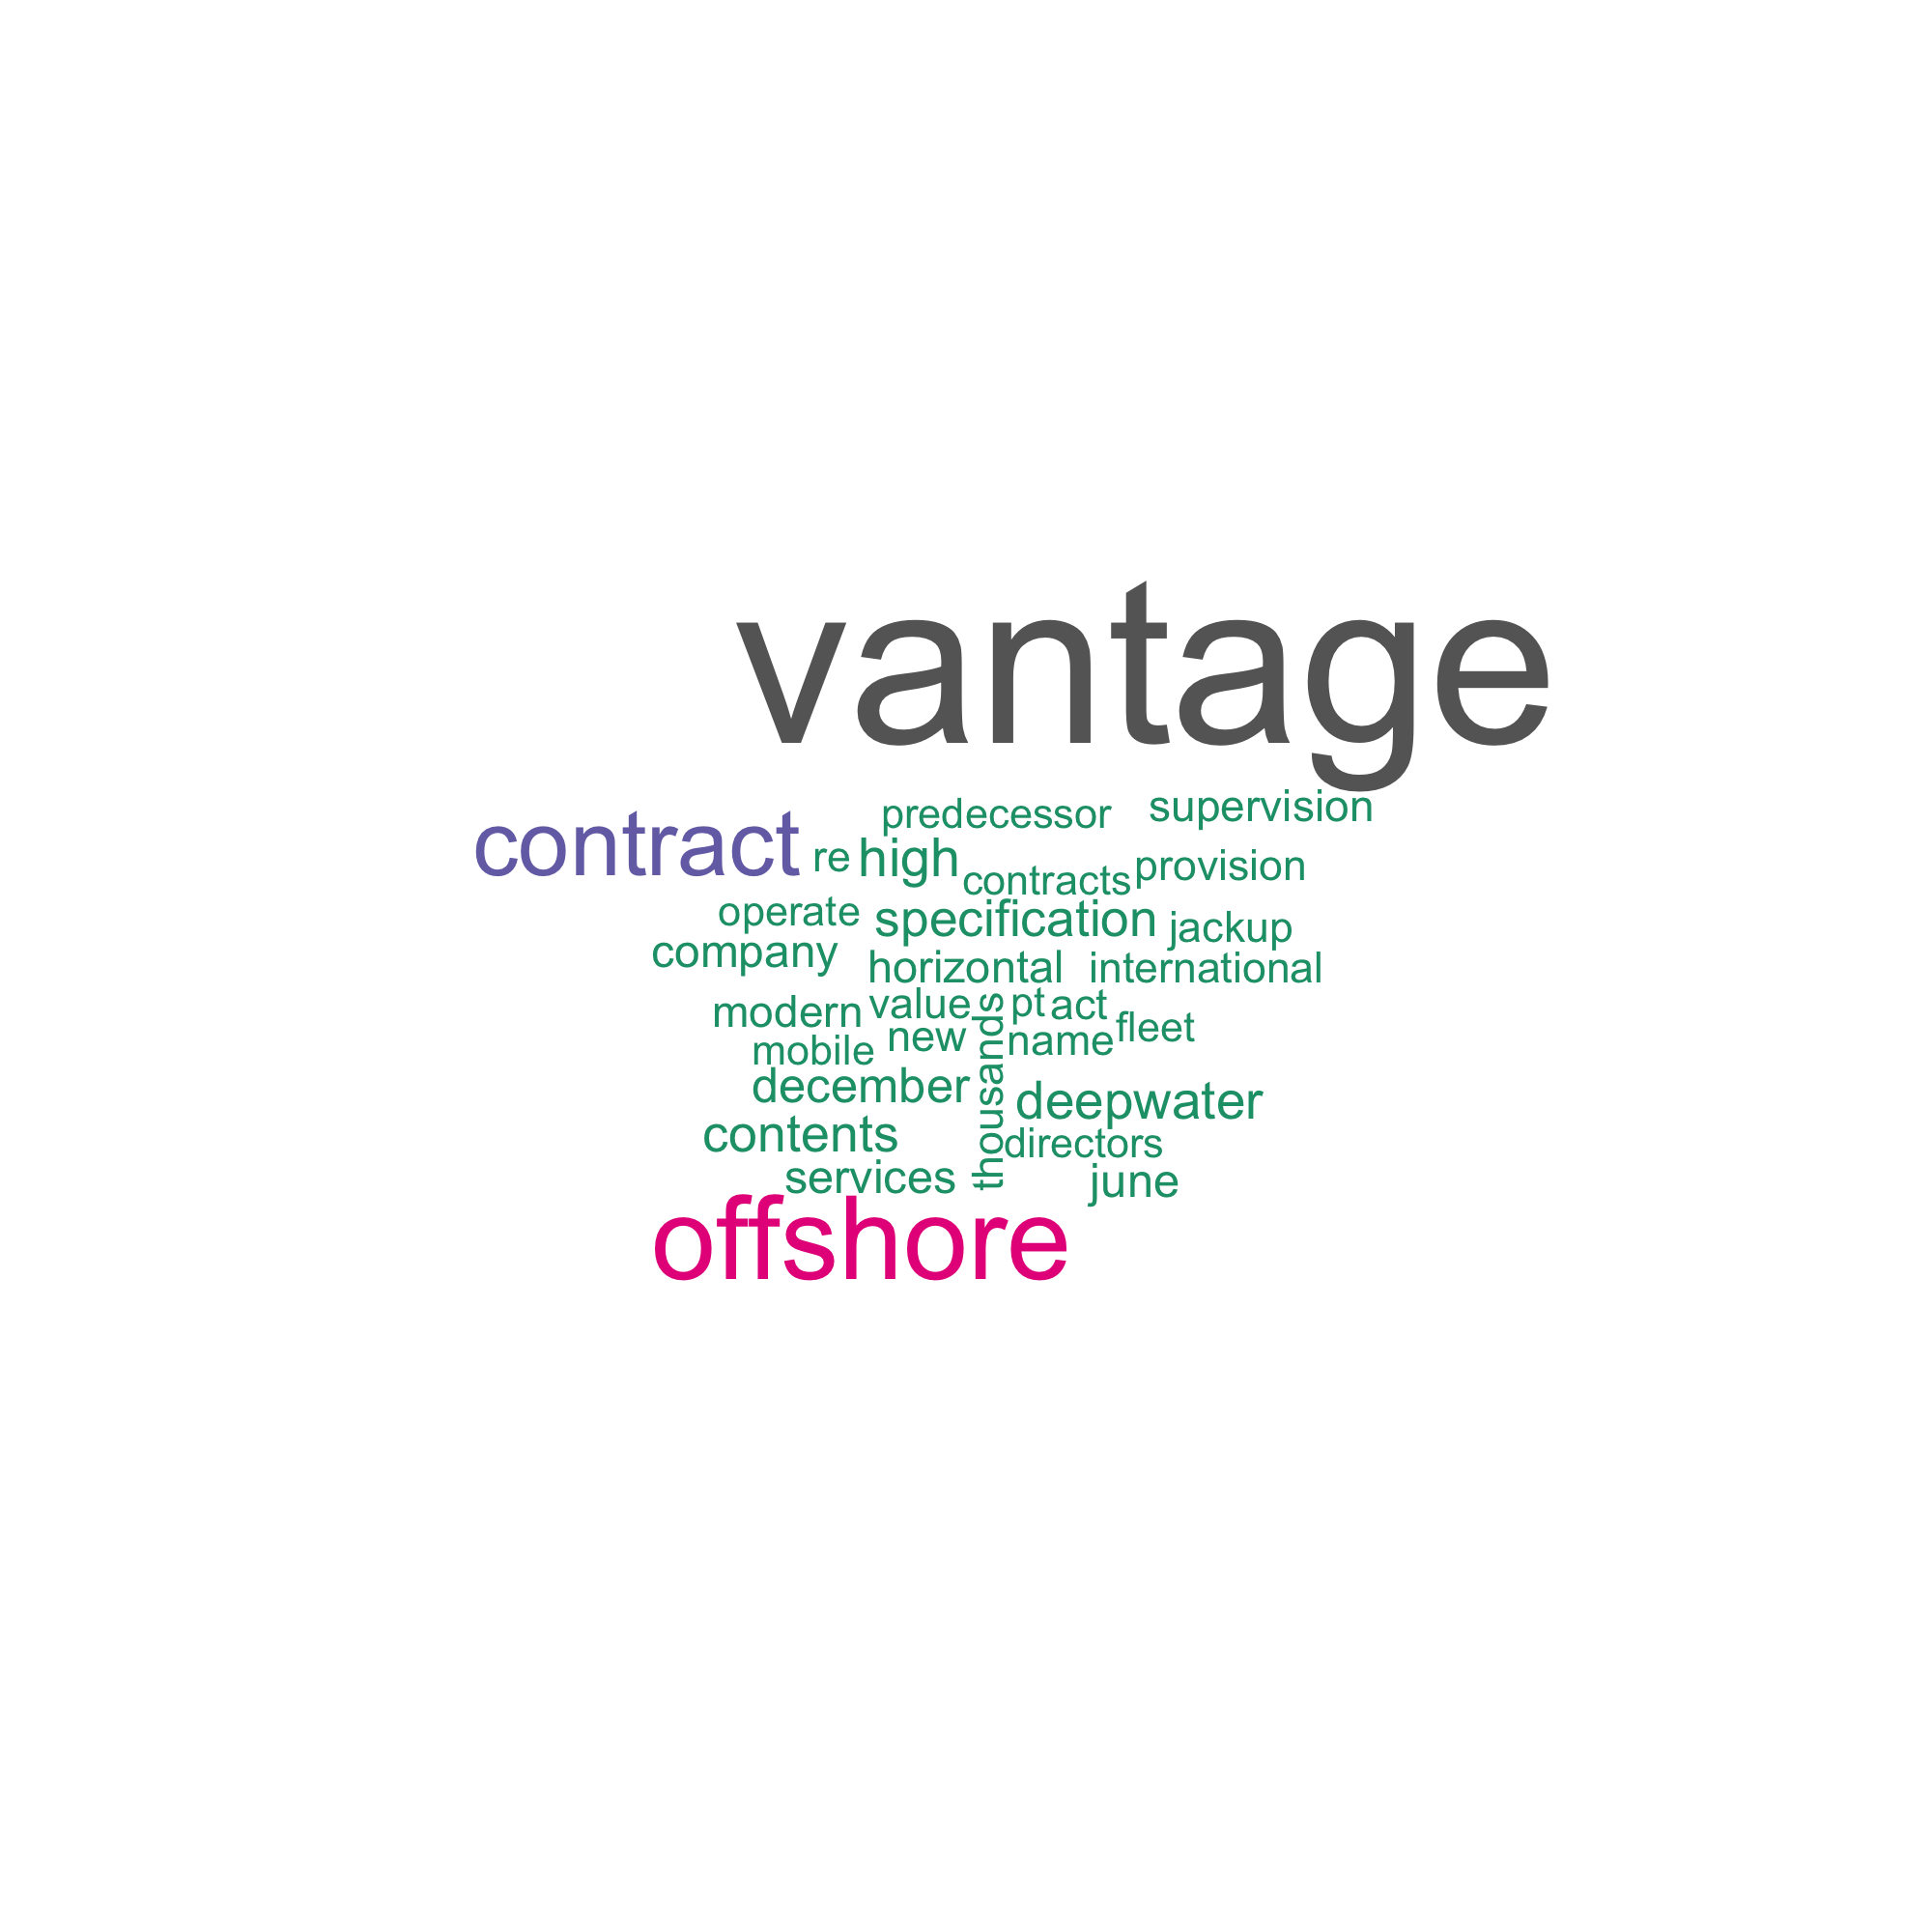 vantage
predecessor supervision
contract re high contracts provision
operate specification jackup
company horizontal international
modern value pt act
mobile new name fleet
thousands
december deepwater
contents directors
services june
offshore